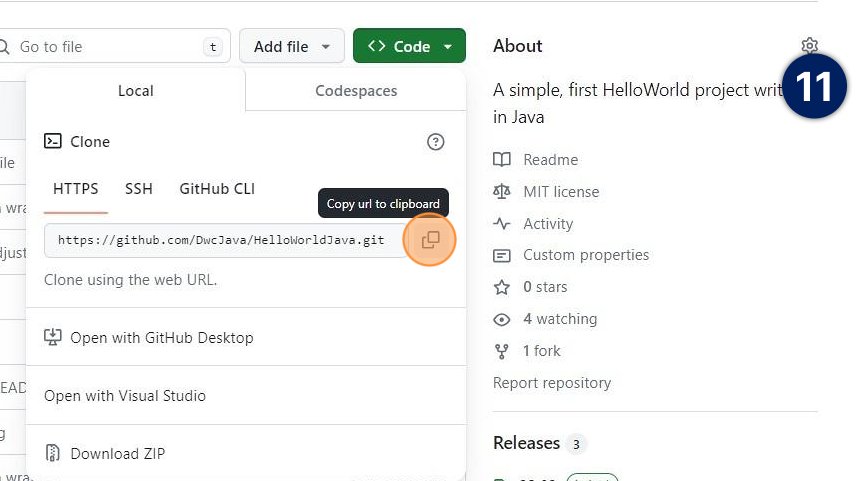 Go to file
t
Add file
Code
About
11
Local
Codespaces
A simple, first HelloWorld project writ
in Java
Clone
Readme
ile
HTTPS
SSH
GitHub CLI
MIT license
Copy url to clipboard
wra
Activity
https://github.com/DwcJava/HelloWorldJava.git
djust
Custom properties
Clone using the web URL.
0 stars
4 watching
Open with GitHub Desktop
1 fork
EAD
Report repository
Open with Visual Studio
g
Releases 3
Download ZIP
wra